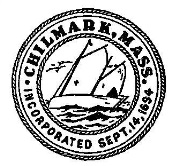 · CHILMARK, MASS. ·
INCORPORATED SEPT. 14, 1694